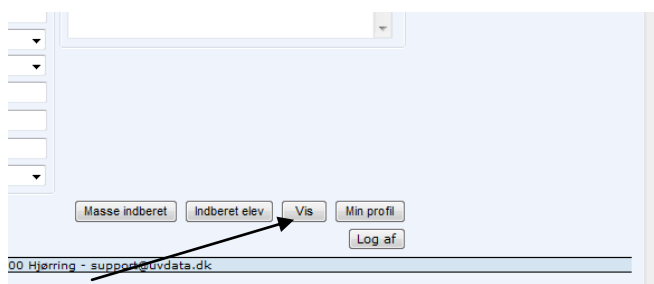 Masse indberet Indberet elev Vis Min profil
Log af
00 Hjørring - support@uvdata.dk